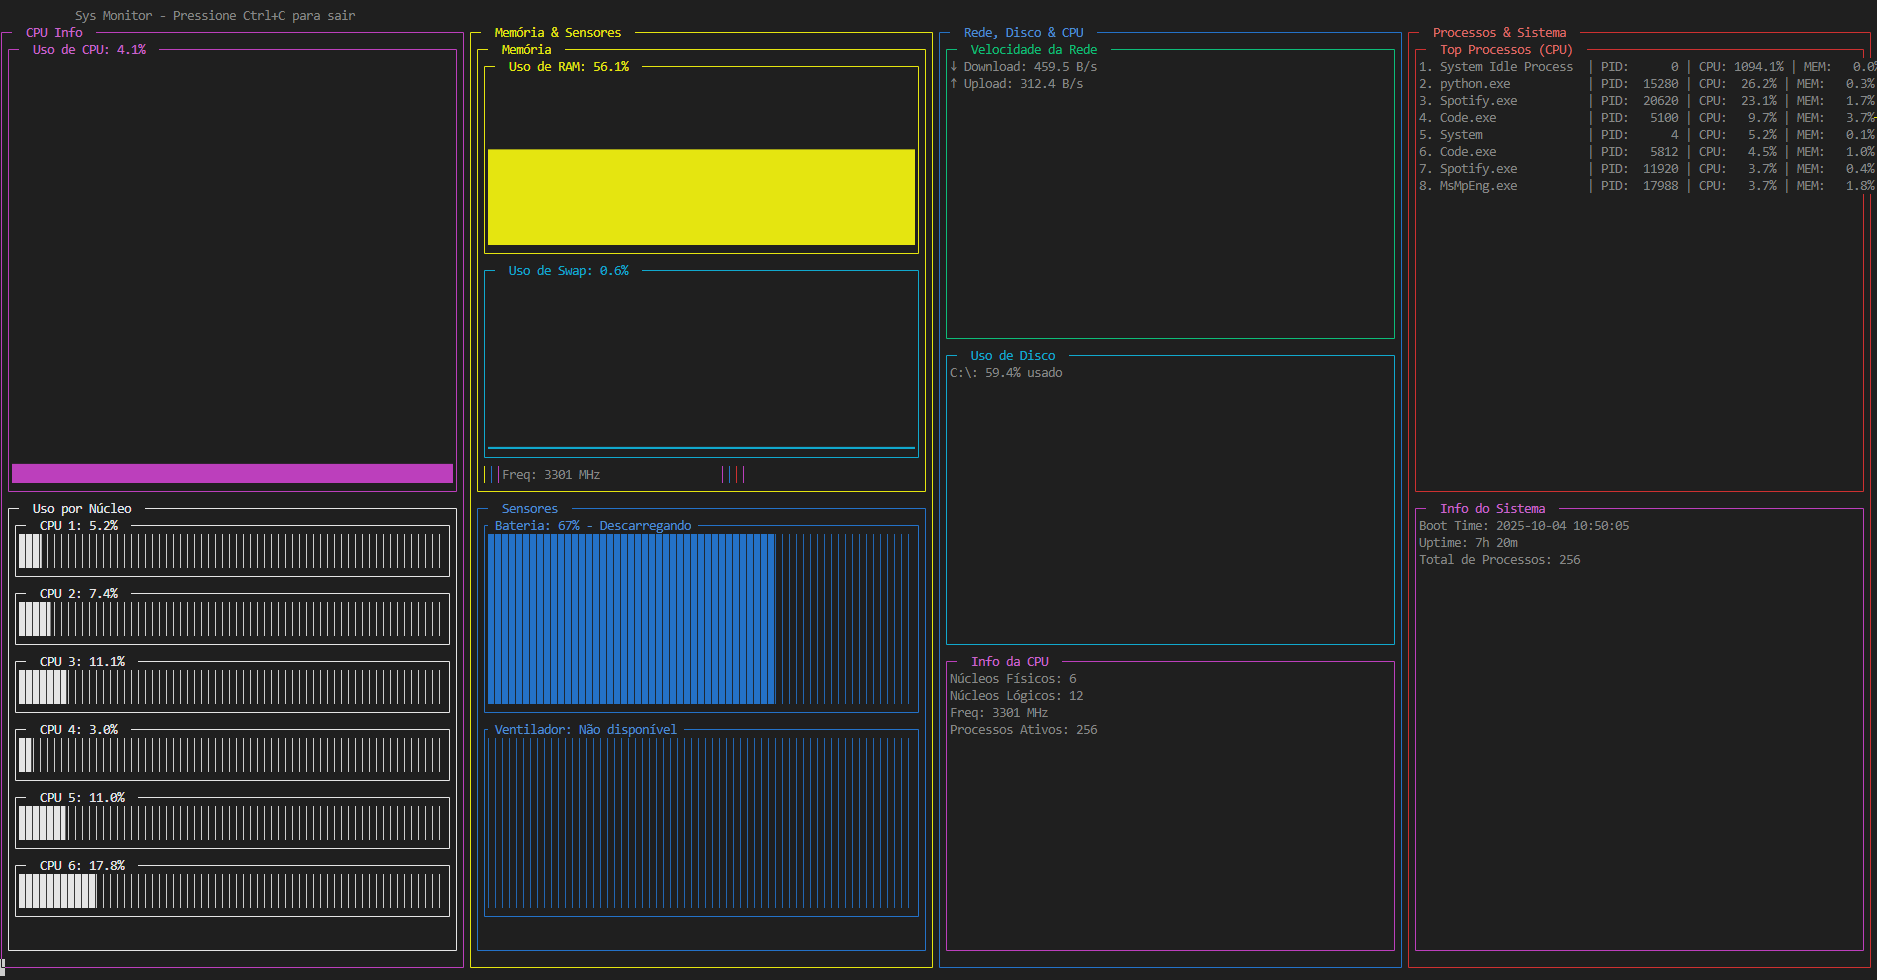 Sys Monitor - Pressione Ctrl+C para sair
CPU Info
Uso de CPU: 4.1%
Uso por Núcleo
CPU 1: 5.2%
CPU 2: 7.4%
CPU 3: 11.1%
CPU 4: 3.0%
CPU 5: 11.0%
CPU 6: 17.8%
Memória & Sensores
Memória
Uso de RAM: 56.1%
Uso de Swap: 0.6%
Freq: 3301 MHz
Sensores
Bateria: 67% - Descarregando
Ventilador: Não disponível
Rede, Disco & CPU
Velocidade da Rede
↓ Download: 459.5 B/s
↑ Upload: 312.4 B/s
Uso de Disco
C:\: 59.4% usado
Info da CPU
Núcleos Físicos: 6
Núcleos Lógicos: 12
Freq: 3301 MHz
Processos Ativos: 256
Processos & Sistema
Top Processos (CPU)
1. System Idle Process | PID: 0 | CPU: 1094.1% | MEM: 0.0%
2. python.exe | PID: 15280 | CPU: 26.2% | MEM: 0.3%
3. Spotify.exe | PID: 20620 | CPU: 23.1% | MEM: 1.7%
4. Code.exe | PID: 5100 | CPU: 9.7% | MEM: 3.7%
5. System | PID: 4 | CPU: 5.2% | MEM: 0.1%
6. Code.exe | PID: 5812 | CPU: 4.5% | MEM: 1.0%
7. Spotify.exe | PID: 11920 | CPU: 3.7% | MEM: 0.4%
8. MsMpEng.exe | PID: 17988 | CPU: 3.7% | MEM: 1.8%
Info do Sistema
Boot Time: 2025-10-04 10:50:05
Uptime: 7h 20m
Total de Processos: 256